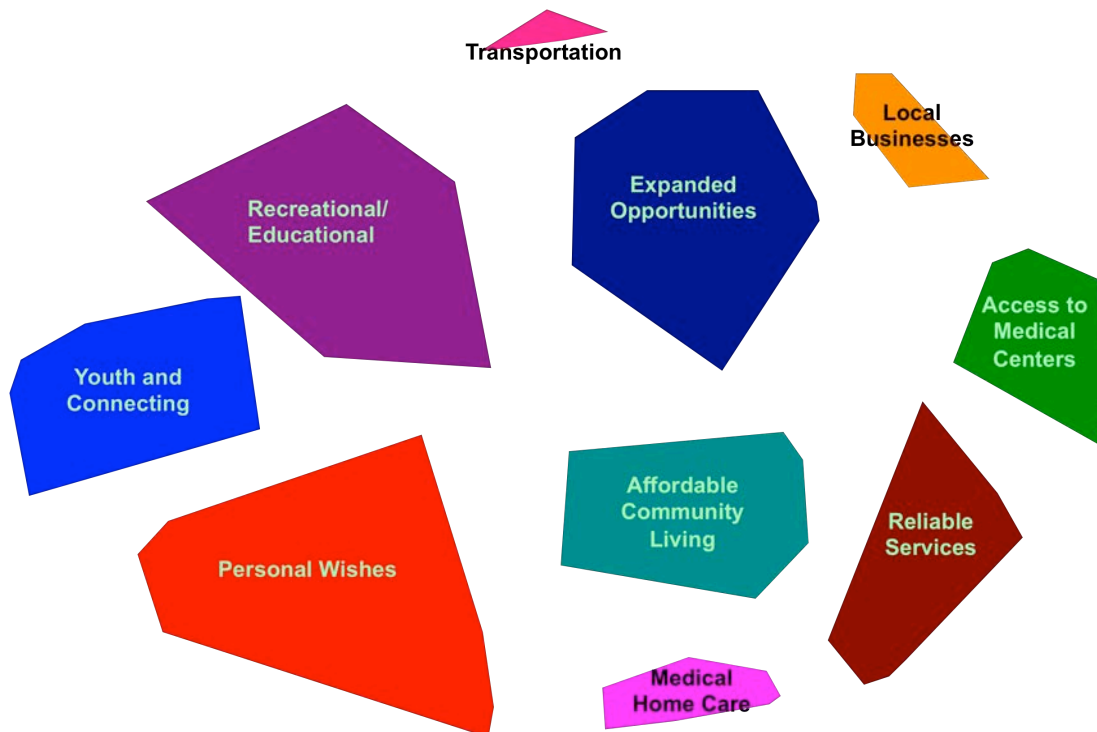 Transportation
Local
Businesses
Recreational/
Educational
Expanded
Opportunities
Access to
Medical
Centers
Youth and
Connecting
Affordable
Community
Living
Reliable
Services
Personal Wishes
Medical
Home Care